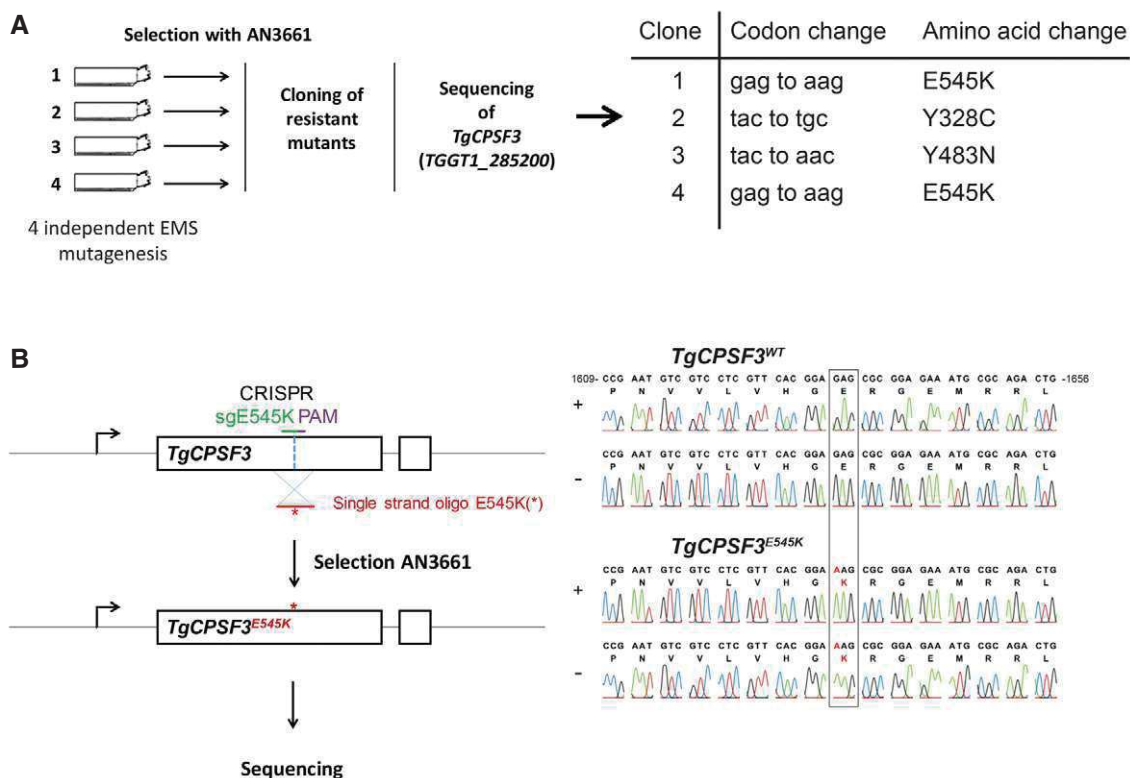 A
Selection with AN3661
1
2
3
4
4 independent EMS
mutagenesis
Cloning of
resistant
mutants
Sequencing
of
TgCPSF3
(TGGT1_285200)
Clone Codon change Amino acid change
1 gag to aag E545K
2 tac to tgc Y328C
3 tac to aac Y483N
4 gag to aag E545K
B
CRISPR
sgE545K PAM
TgCPSF3
Single strand oligo E545K(*)
*
Selection AN3661
*
TgCPSF3E545K
Sequencing
TgCPSF3WT
1609- CCG AAT GTC GTC CTC GTT CAC GGA GAG CGC GGA GAA ATG CGC AGA CTG -1656
P N V V L V H G E R G E M R R L
+
CCG AAT GTC GTC CTC GTT CAC GGA GAG CGC GGA GAA ATG CGC AGA CTG
P N V V L V H G E R G E M R R L
-
TgCPSF3E545K
CCG AAT GTC GTC CTC GTT CAC GGA AAG CGC GGA GAA ATG CGC AGA CTG
P N V V L V H G K R G E M R R L
+
CCG AAT GTC GTC CTC GTT CAC GGA AAG CGC GGA GAA ATG CGC AGA CTG
P N V V L V H G K R G E M R R L
-